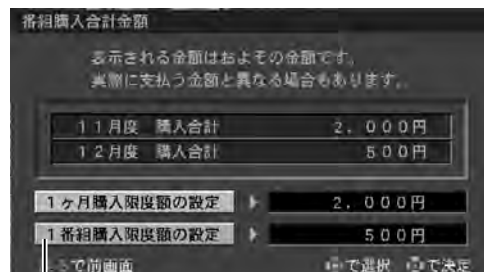 番組購入合計金額
表示される金額はおよその金額です。
実際に支払う金額と異なる場合もあります。
11月度 購入合計 2,000円
12月度 購入合計 500円
1ヶ月購入限度額の設定 2,000円
1番組購入限度額の設定 500円
で前画面 で選択 で決定